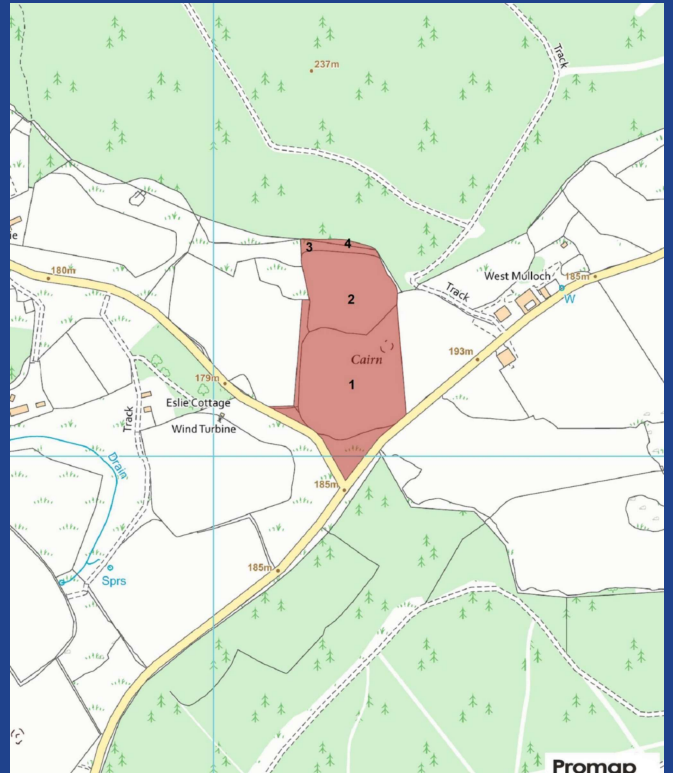 237m
Track
3
4
ie
180m
2
West Mulloch
185m
Track
W
Cairn
193m
1
179m
Eslie Cottage
Wind Turbine
Track
Drain
185m
185m
Sprs
Promap